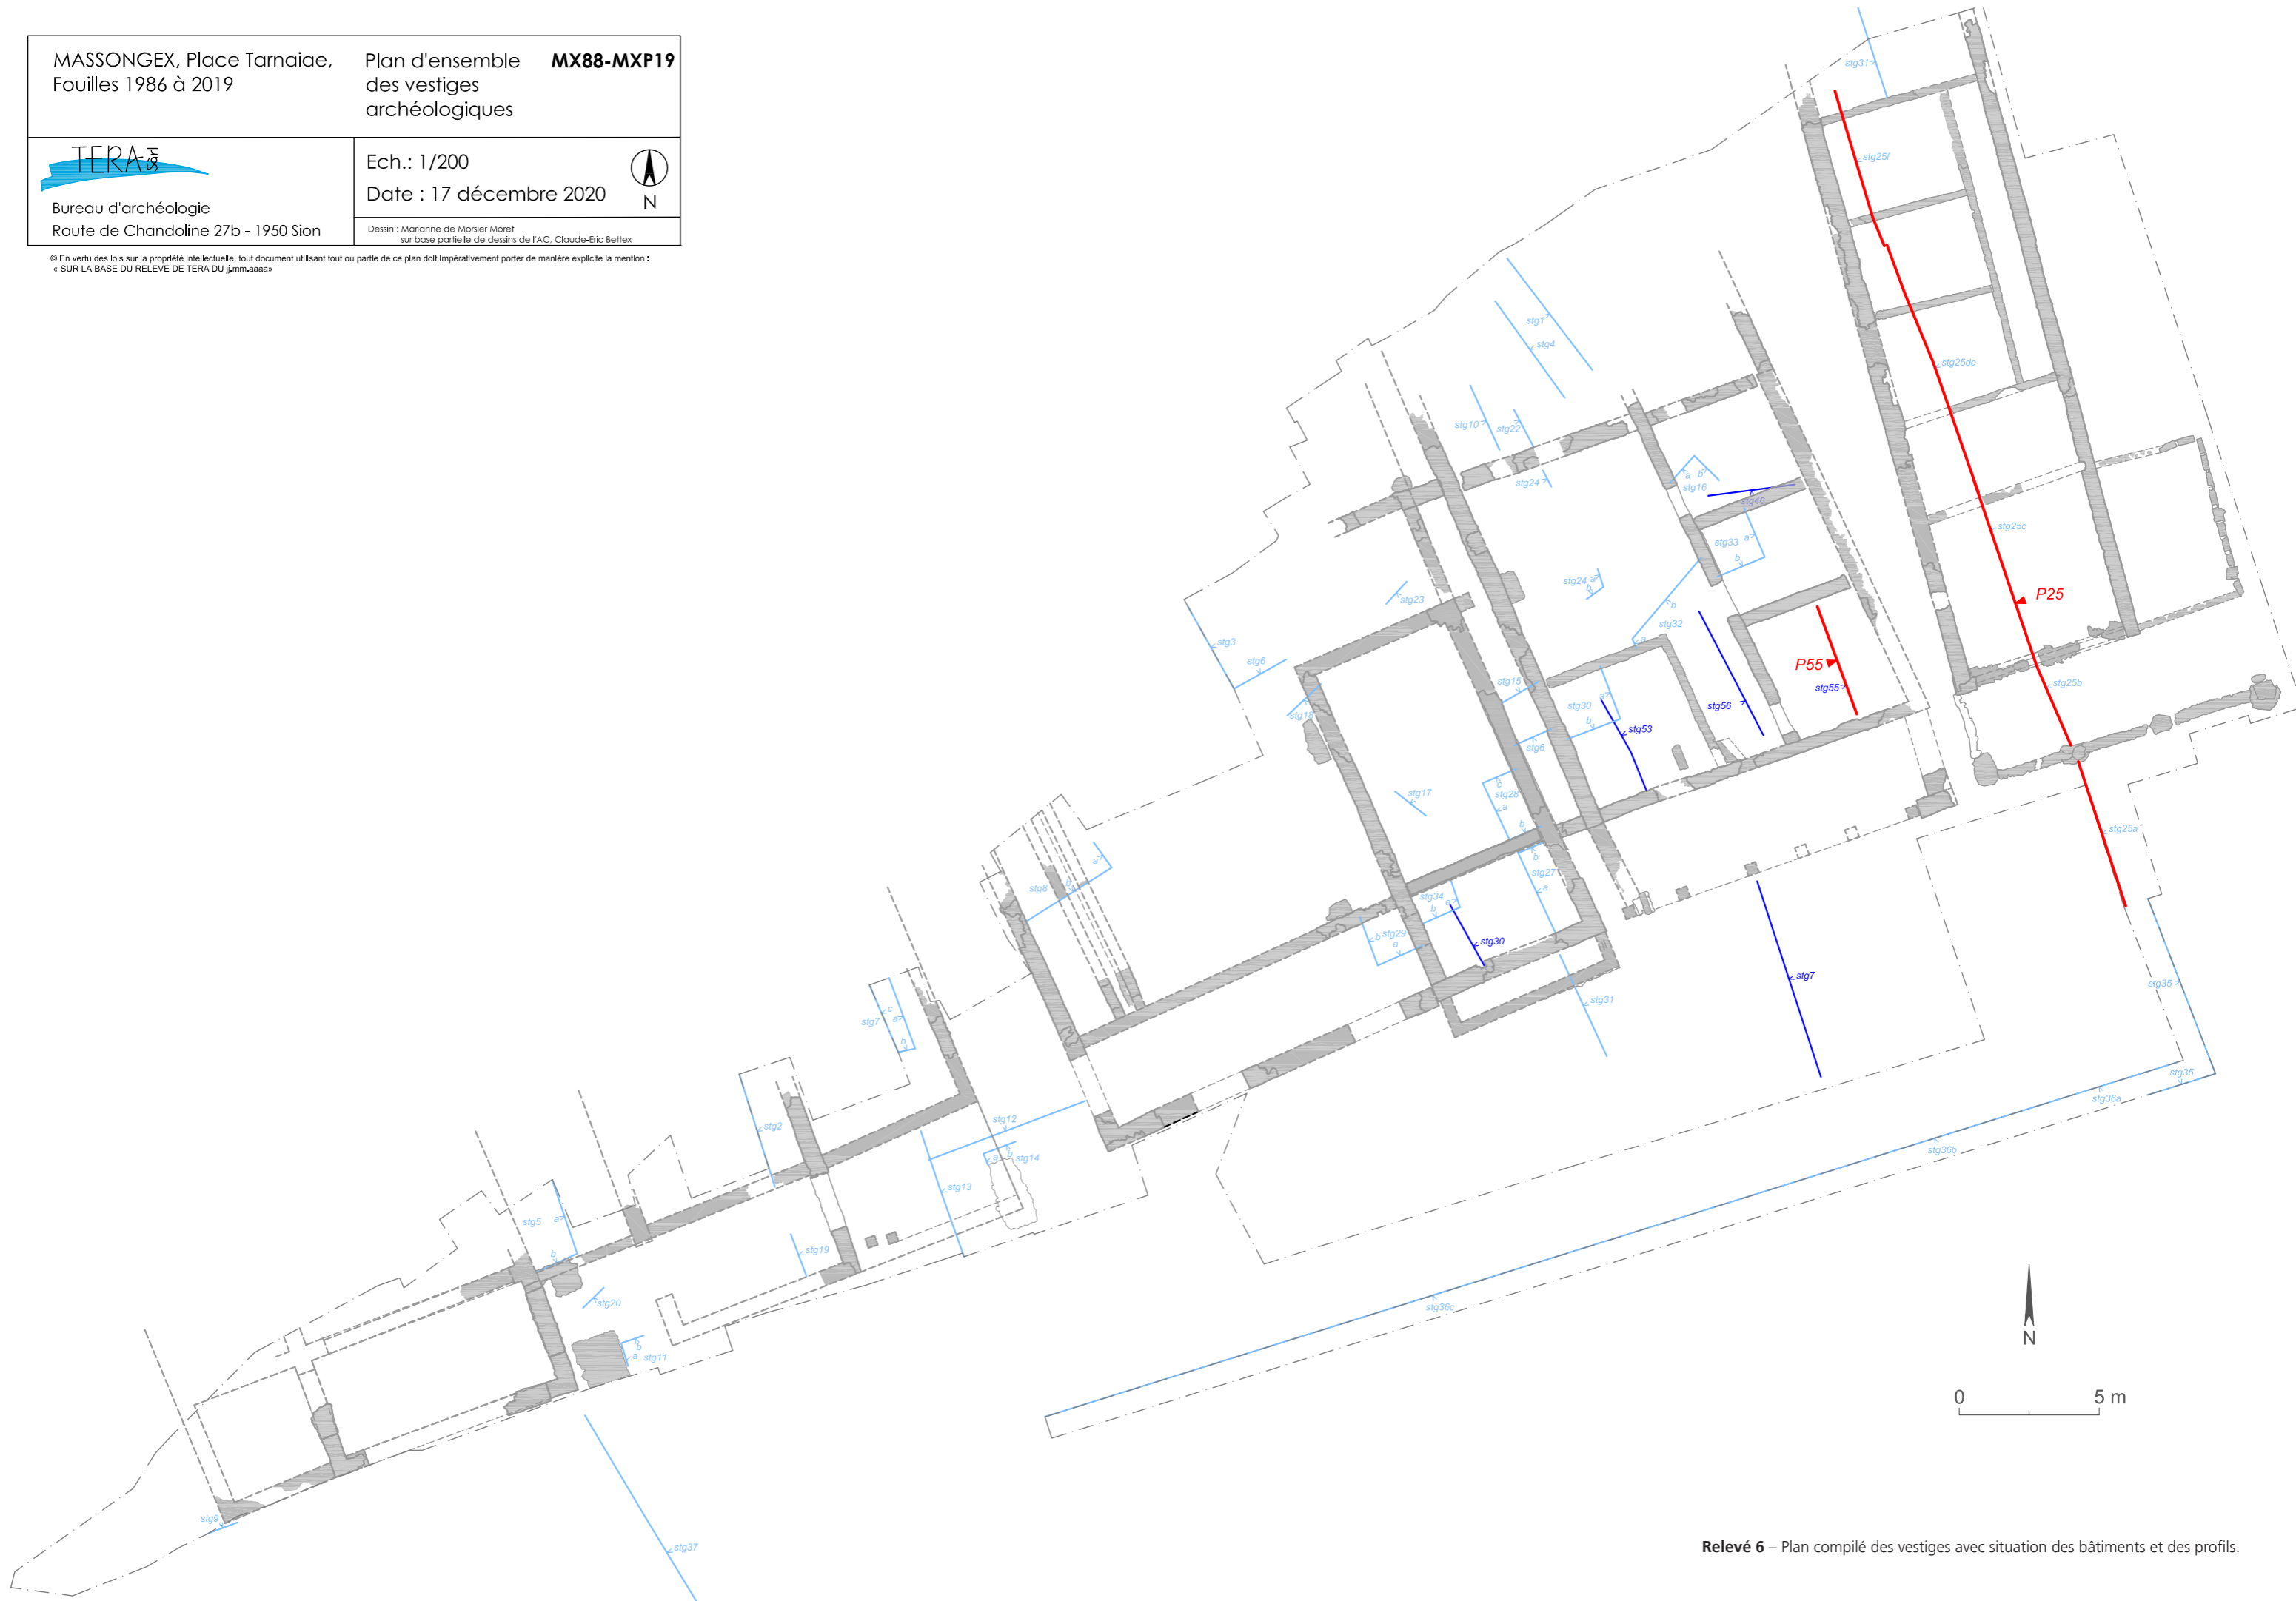 MASSONGEX, Place Tarnaiae,
Fouilles 1986 à 2019
Plan d'ensemble
des vestiges
archéologiques
MX88-MXP19
TERA Sàrl
Bureau d'archéologie
Route de Chandoline 27b - 1950 Sion
Ech.: 1/200
Date : 17 décembre 2020
N
Dessin : Marianne de Morsier Moret
sur base partielle de dessins de l'AC, Claude-Eric Bettex
© En vertu des lois sur la propriété intellectuelle, tout document utilisant tout ou partie de ce plan doit impérativement porter de manière explicite la mention :
« SUR LA BASE DU RELEVE DE TERA DU jj.mm.aaaa»
stg31
stg25f
stg1
stg4
stg25de
stg10
stg22
stg24
a b
stg16
stg46
stg25c
stg33 a
b
stg24 a
b
stg23
P25
b
stg32
a
stg3
stg6
P55
stg15
stg55
stg25b
stg30
a
b
stg56
stg18
stg53
stg6
c
stg28
a
b
stg17
stg25a
b
stg27
a
a
b
stg8
stg34
a
b
b stg29
a
stg30
stg7
stg35
stg31
c
a
stg7
b
stg35
stg36a
stg12
stg2
b
a stg14
stg36b
stg13
stg5
a
b
stg19
stg20
stg36c
b
a stg11
N
0 5 m
stg9
stg37
Relevé 6 – Plan compilé des vestiges avec situation des bâtiments et des profils.